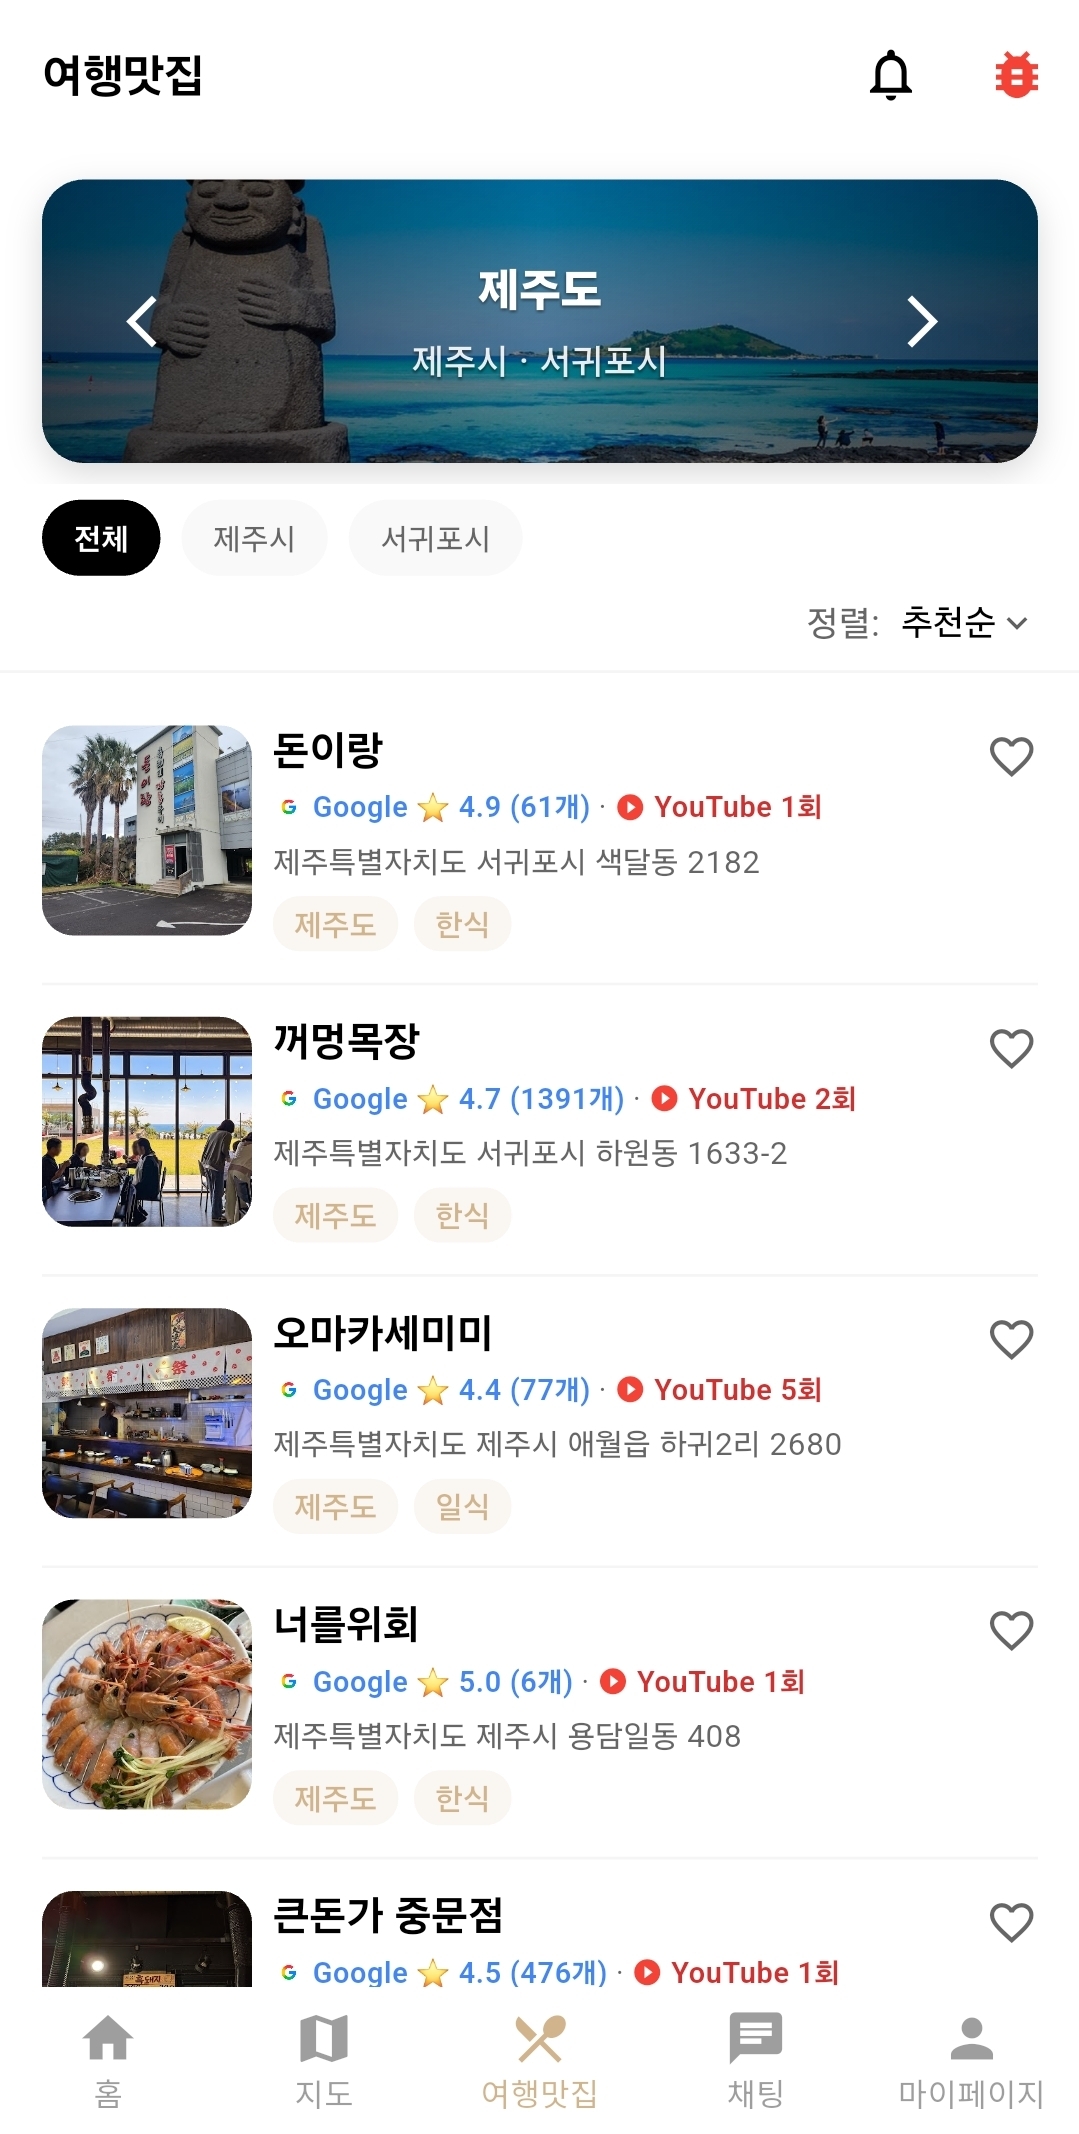 여행맛집
제주도
제주시 · 서귀포시
전체 제주시 서귀포시
정렬: 추천순
돈이랑
Google 4.9 (61개) · YouTube 1회
제주특별자치도 서귀포시 색달동 2182
제주도 한식
꺼멍목장
Google 4.7 (1391개) · YouTube 2회
제주특별자치도 서귀포시 하원동 1633-2
제주도 한식
오마카세미미
Google 4.4 (77개) · YouTube 5회
제주특별자치도 제주시 애월읍 하귀2리 2680
제주도 일식
너를위회
Google 5.0 (6개) · YouTube 1회
제주특별자치도 제주시 용담일동 408
제주도 한식
큰돈가 중문점
Google 4.5 (476개) · YouTube 1회
홈 지도 여행맛집 채팅 마이페이지